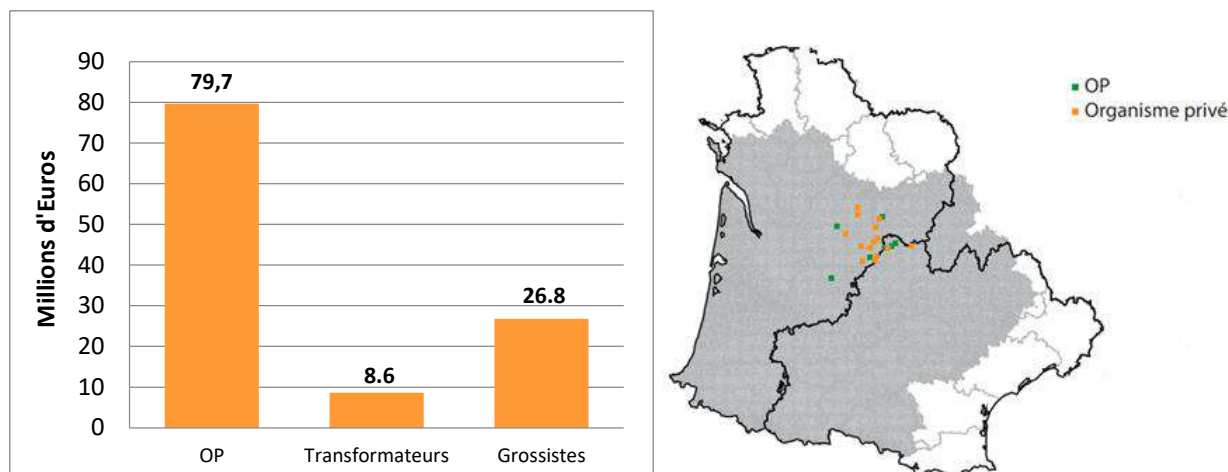 Millions d'Euros
90
80
70
60
50
40
30
20
10
0
79,7
8.6
26.8
OP
Transformateurs
Grossistes
OP
Organisme privé